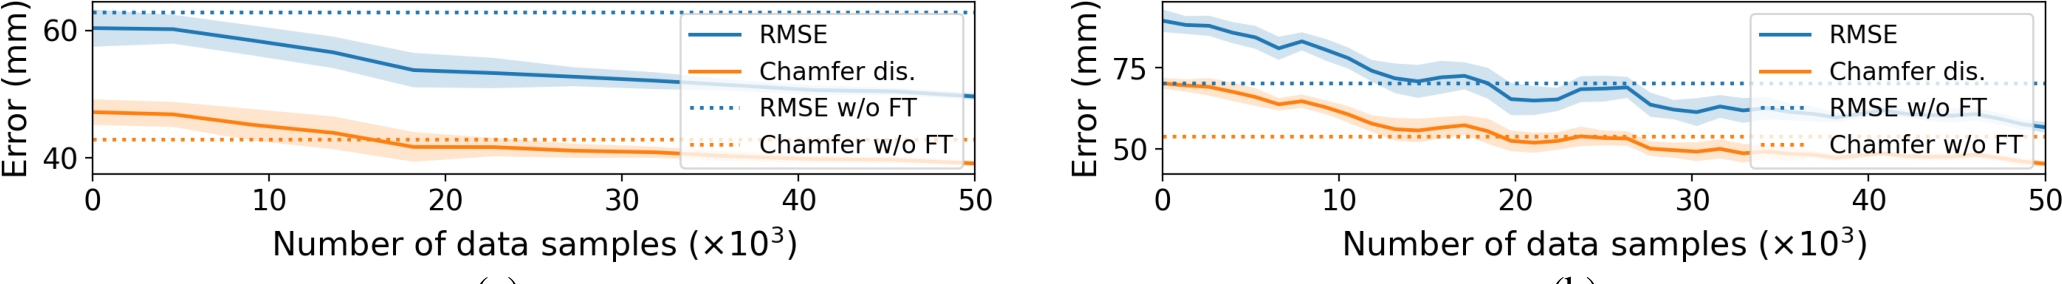 Error (mm)
60
40
RMSE
Chamfer dis.
RMSE w/o FT
Chamfer w/o FT
0 10 20 30 40 50
Number of data samples (×10³)
Error (mm)
75
50
RMSE
Chamfer dis.
RMSE w/o FT
Chamfer w/o FT
0 10 20 30 40 50
Number of data samples (×10³)